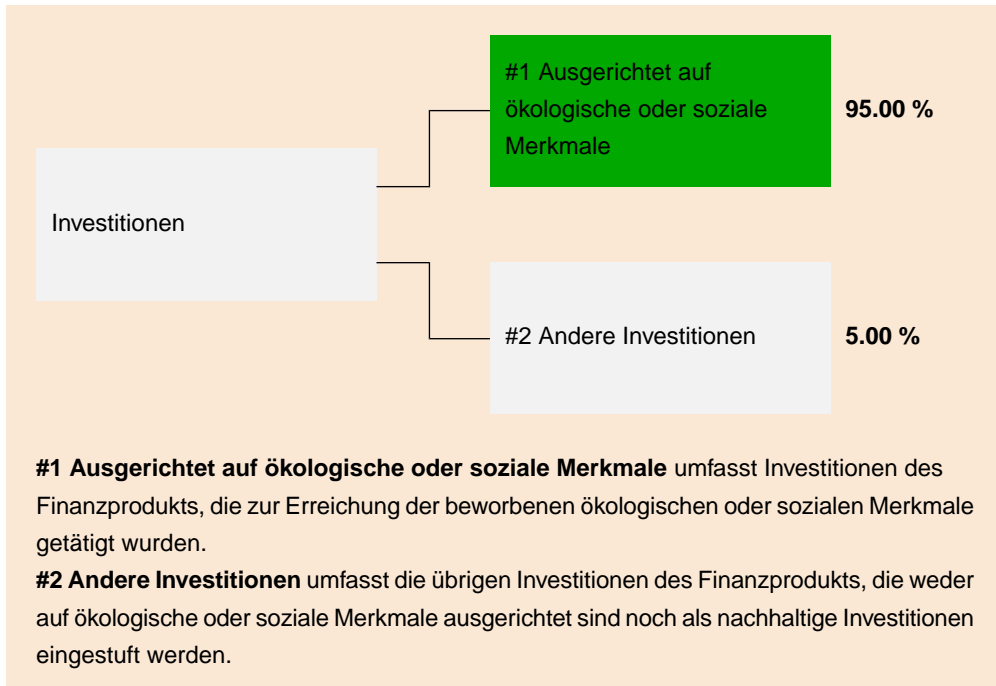 #1 Ausgerichtet auf
ökologische oder soziale
Merkmale
95.00 %
Investitionen
#2 Andere Investitionen
5.00 %
#1 Ausgerichtet auf ökologische oder soziale Merkmale umfasst Investitionen des
Finanzprodukts, die zur Erreichung der beworbenen ökologischen oder sozialen Merkmale
getätigt wurden.
#2 Andere Investitionen umfasst die übrigen Investitionen des Finanzprodukts, die weder
auf ökologische oder soziale Merkmale ausgerichtet sind noch als nachhaltige Investitionen
eingestuft werden.